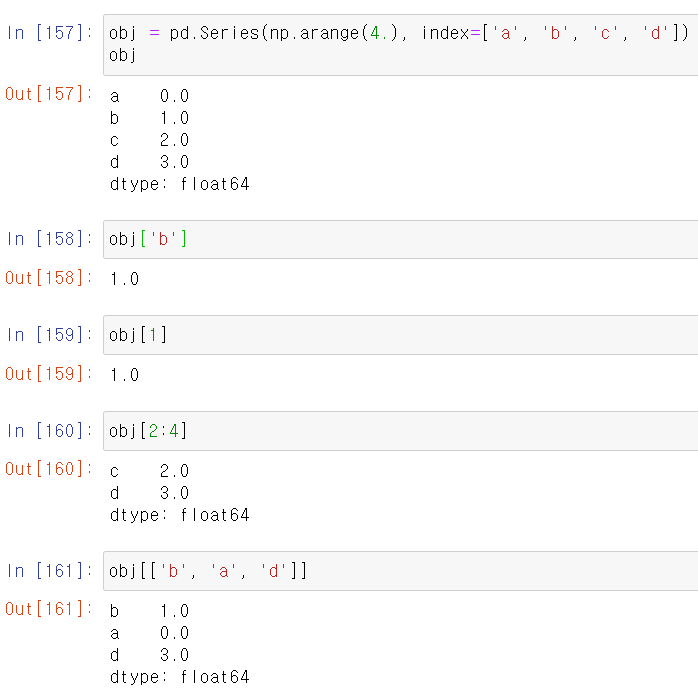 In [157]: obj = pd.Series(np.arange(4.), index=['a', 'b', 'c', 'd'])
obj
Out[157]: a    0.0
b    1.0
c    2.0
d    3.0
dtype: float64
In [158]: obj['b']
Out[158]: 1.0
In [159]: obj[1]
Out[159]: 1.0
In [160]: obj[2:4]
Out[160]: c    2.0
d    3.0
dtype: float64
In [161]: obj[['b', 'a', 'd']]
Out[161]: b    1.0
a    0.0
d    3.0
dtype: float64